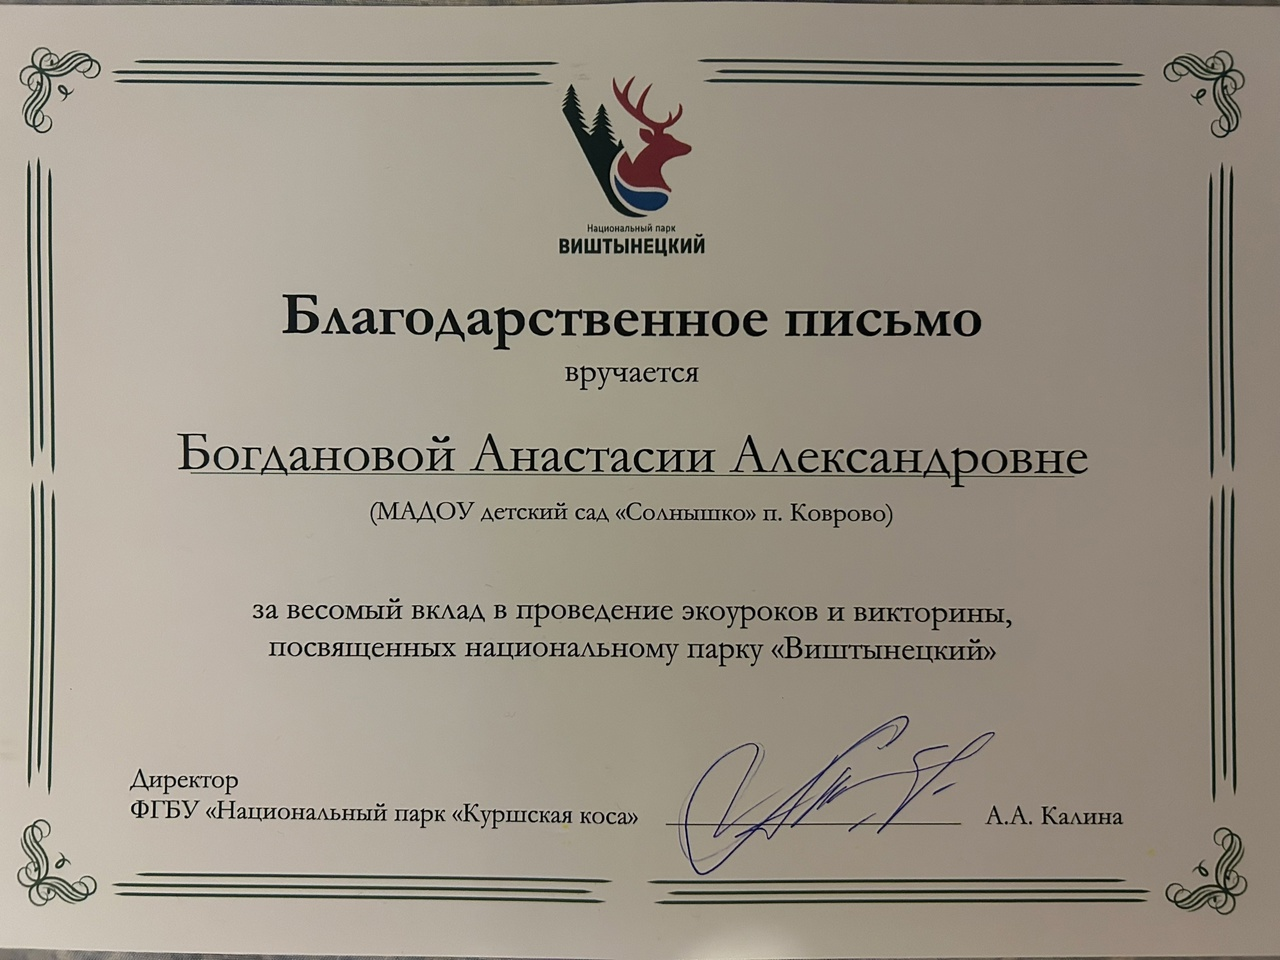 Национальный парк
ВИШТЫНЕЦКИЙ
Благодарственное письмо
вручается
Богдановой Анастасии Александровне
(МАДОУ детский сад «Солнышко» п. Коврово)
за весомый вклад в проведение экоуроков и викторины,
посвященных национальному парку «Виштынецкий»
Директор
ФГБУ «Национальный парк «Куршская коса» А.А. Калина